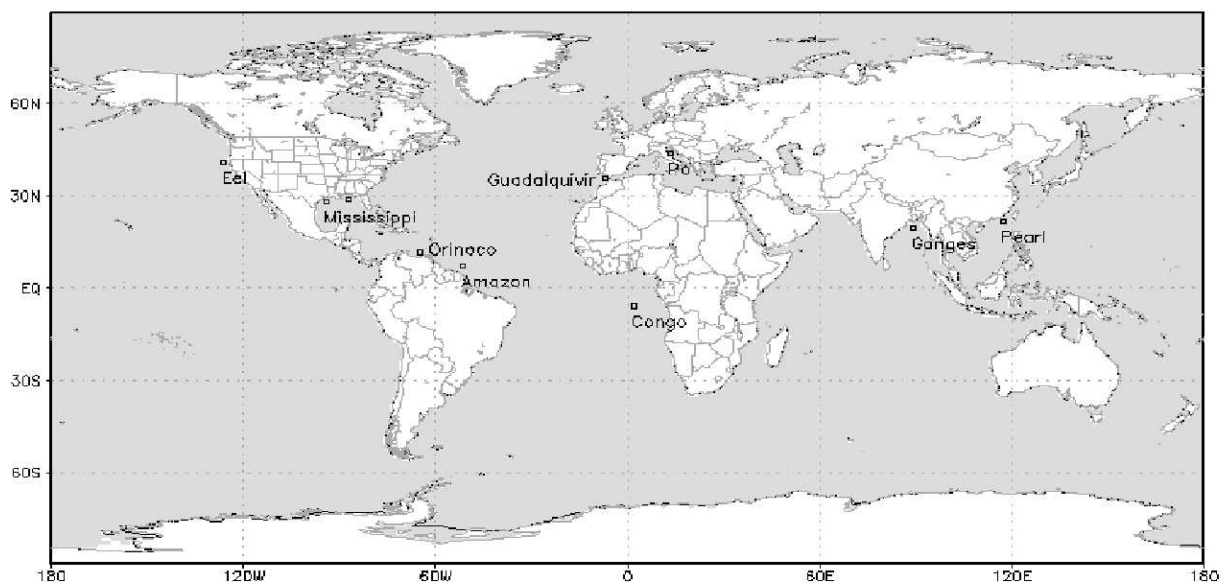 60N
Eel
Guadalquivir
Po
30N
Mississippi
Ganges
Pearl
Orinoco
Amazon
EQ
Congo
30S
60S
180
120W
60W
0
60E
120E
180